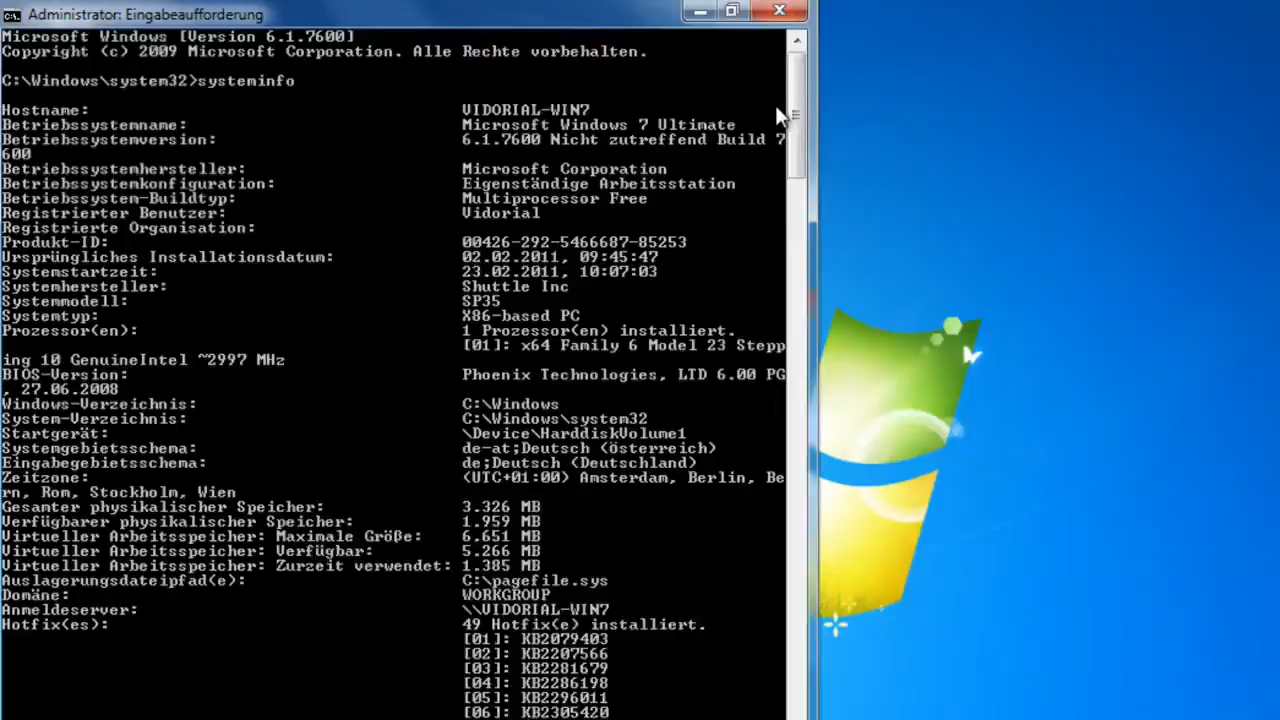 Administrator: Eingabeaufforderung
Microsoft Windows [Version 6.1.7600]
Copyright (c) 2009 Microsoft Corporation. Alle Rechte vorbehalten.
C:\Windows\system32>systeminfo
Hostname: VIDORIAL-WIN7
Betriebssystemname: Microsoft Windows 7 Ultimate
Betriebssystemversion: 6.1.7600 Nicht zutreffend Build 7
600
Betriebssystemhersteller: Microsoft Corporation
Betriebssystemkonfiguration: Eigenständige Arbeitsstation
Betriebssystem-Buildtyp: Multiprocessor Free
Registrierter Benutzer: Vidorial
Registrierte Organisation:
Produkt-ID: 00426-292-5466687-85253
Ursprüngliches Installationsdatum: 02.02.2011, 09:45:47
Systemstartzeit: 23.02.2011, 10:07:03
Systemhersteller: Shuttle Inc
Systemmodell: SP35
Systemtyp: X86-based PC
Prozessor(en): 1 Prozessor(en) installiert.
[01]: x64 Family 6 Model 23 Stepp
ing 10 GenuineIntel ~2997 MHz
BIOS-Version: Phoenix Technologies, LTD 6.00 PG
, 27.06.2008
Windows-Verzeichnis: C:\Windows
System-Verzeichnis: C:\Windows\system32
Startgerät: \Device\HarddiskVolume1
Systemgebietsschema: de-at;Deutsch (Österreich)
Eingabegebietsschema: de;Deutsch (Deutschland)
Zeitzone: (UTC+01:00) Amsterdam, Berlin, Be
rn, Rom, Stockholm, Wien
Gesamter physikalischer Speicher: 3.326 MB
Verfügbarer physikalischer Speicher: 1.959 MB
Virtueller Arbeitsspeicher: Maximale Größe: 6.651 MB
Virtueller Arbeitsspeicher: Verfügbar: 5.266 MB
Virtueller Arbeitsspeicher: Zurzeit verwendet: 1.385 MB
Auslagerungsdateipfad(e): C:\pagefile.sys
Domäne: WORKGROUP
Anmeldeserver: \\VIDORIAL-WIN7
Hotfix(es): 49 Hotfix(e) installiert.
[01]: KB2079403
[02]: KB2207566
[03]: KB2281679
[04]: KB2286198
[05]: KB2296011
[06]: KB2305420